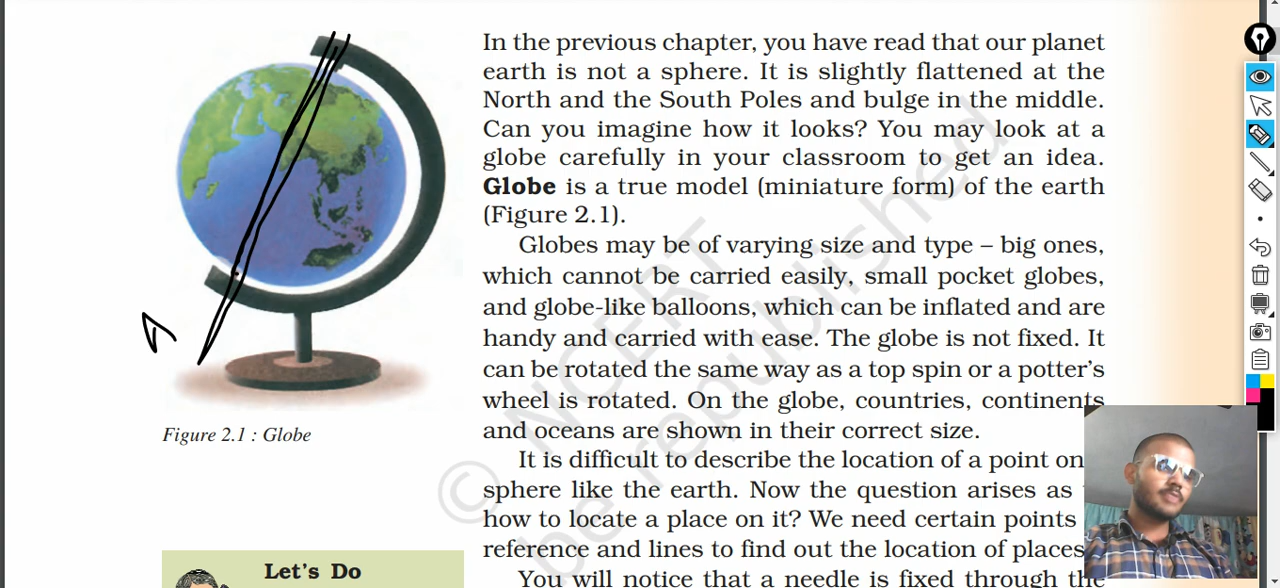 In the previous chapter, you have read that our planet
earth is not a sphere. It is slightly flattened at the
North and the South Poles and bulge in the middle.
Can you imagine how it looks? You may look at a
globe carefully in your classroom to get an idea.
Globe is a true model (miniature form) of the earth
(Figure 2.1).
Globes may be of varying size and type – big ones,
which cannot be carried easily, small pocket globes,
and globe-like balloons, which can be inflated and are
handy and carried with ease. The globe is not fixed. It
can be rotated the same way as a top spin or a potter’s
wheel is rotated. On the globe, countries, continents
and oceans are shown in their correct size.
It is difficult to describe the location of a point on
sphere like the earth. Now the question arises as
how to locate a place on it? We need certain points
reference and lines to find out the location of places.
You will notice that a needle is fixed through the
Figure 2.1 : Globe
Let’s Do
© NCERT
be republished